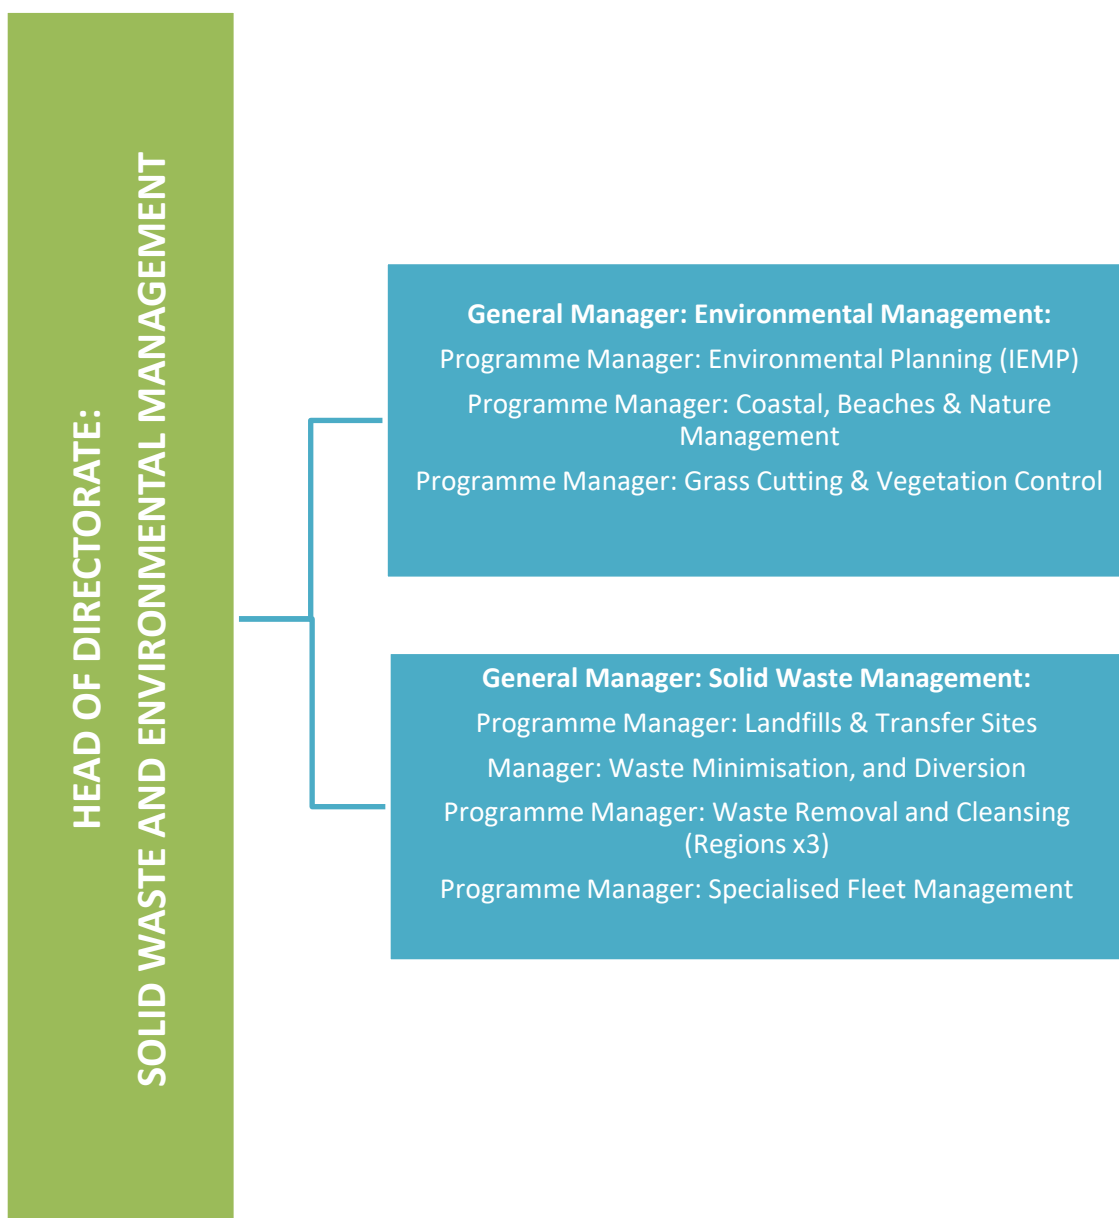 HEAD OF DIRECTORATE:
SOLID WASTE AND ENVIRONMENTAL MANAGEMENT
General Manager: Environmental Management:
Programme Manager: Environmental Planning (IEMP)
Programme Manager: Coastal, Beaches & Nature
Management
Programme Manager: Grass Cutting & Vegetation Control
General Manager: Solid Waste Management:
Programme Manager: Landfills & Transfer Sites
Manager: Waste Minimisation, and Diversion
Programme Manager: Waste Removal and Cleansing
(Regions x3)
Programme Manager: Specialised Fleet Management